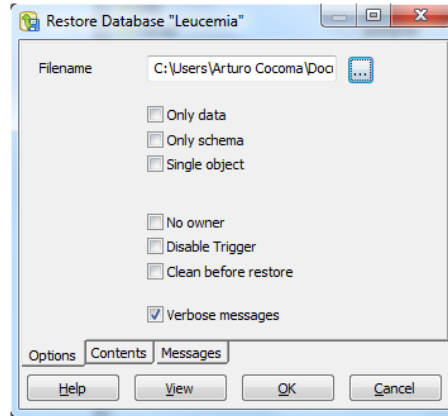 Restore Database "Leucemia"
Filename C:\Users\Arturo Cocoma\Doc
...
Only data
Only schema
Single object
No owner
Disable Trigger
Clean before restore
Verbose messages
Options Contents Messages
Help View OK Cancel